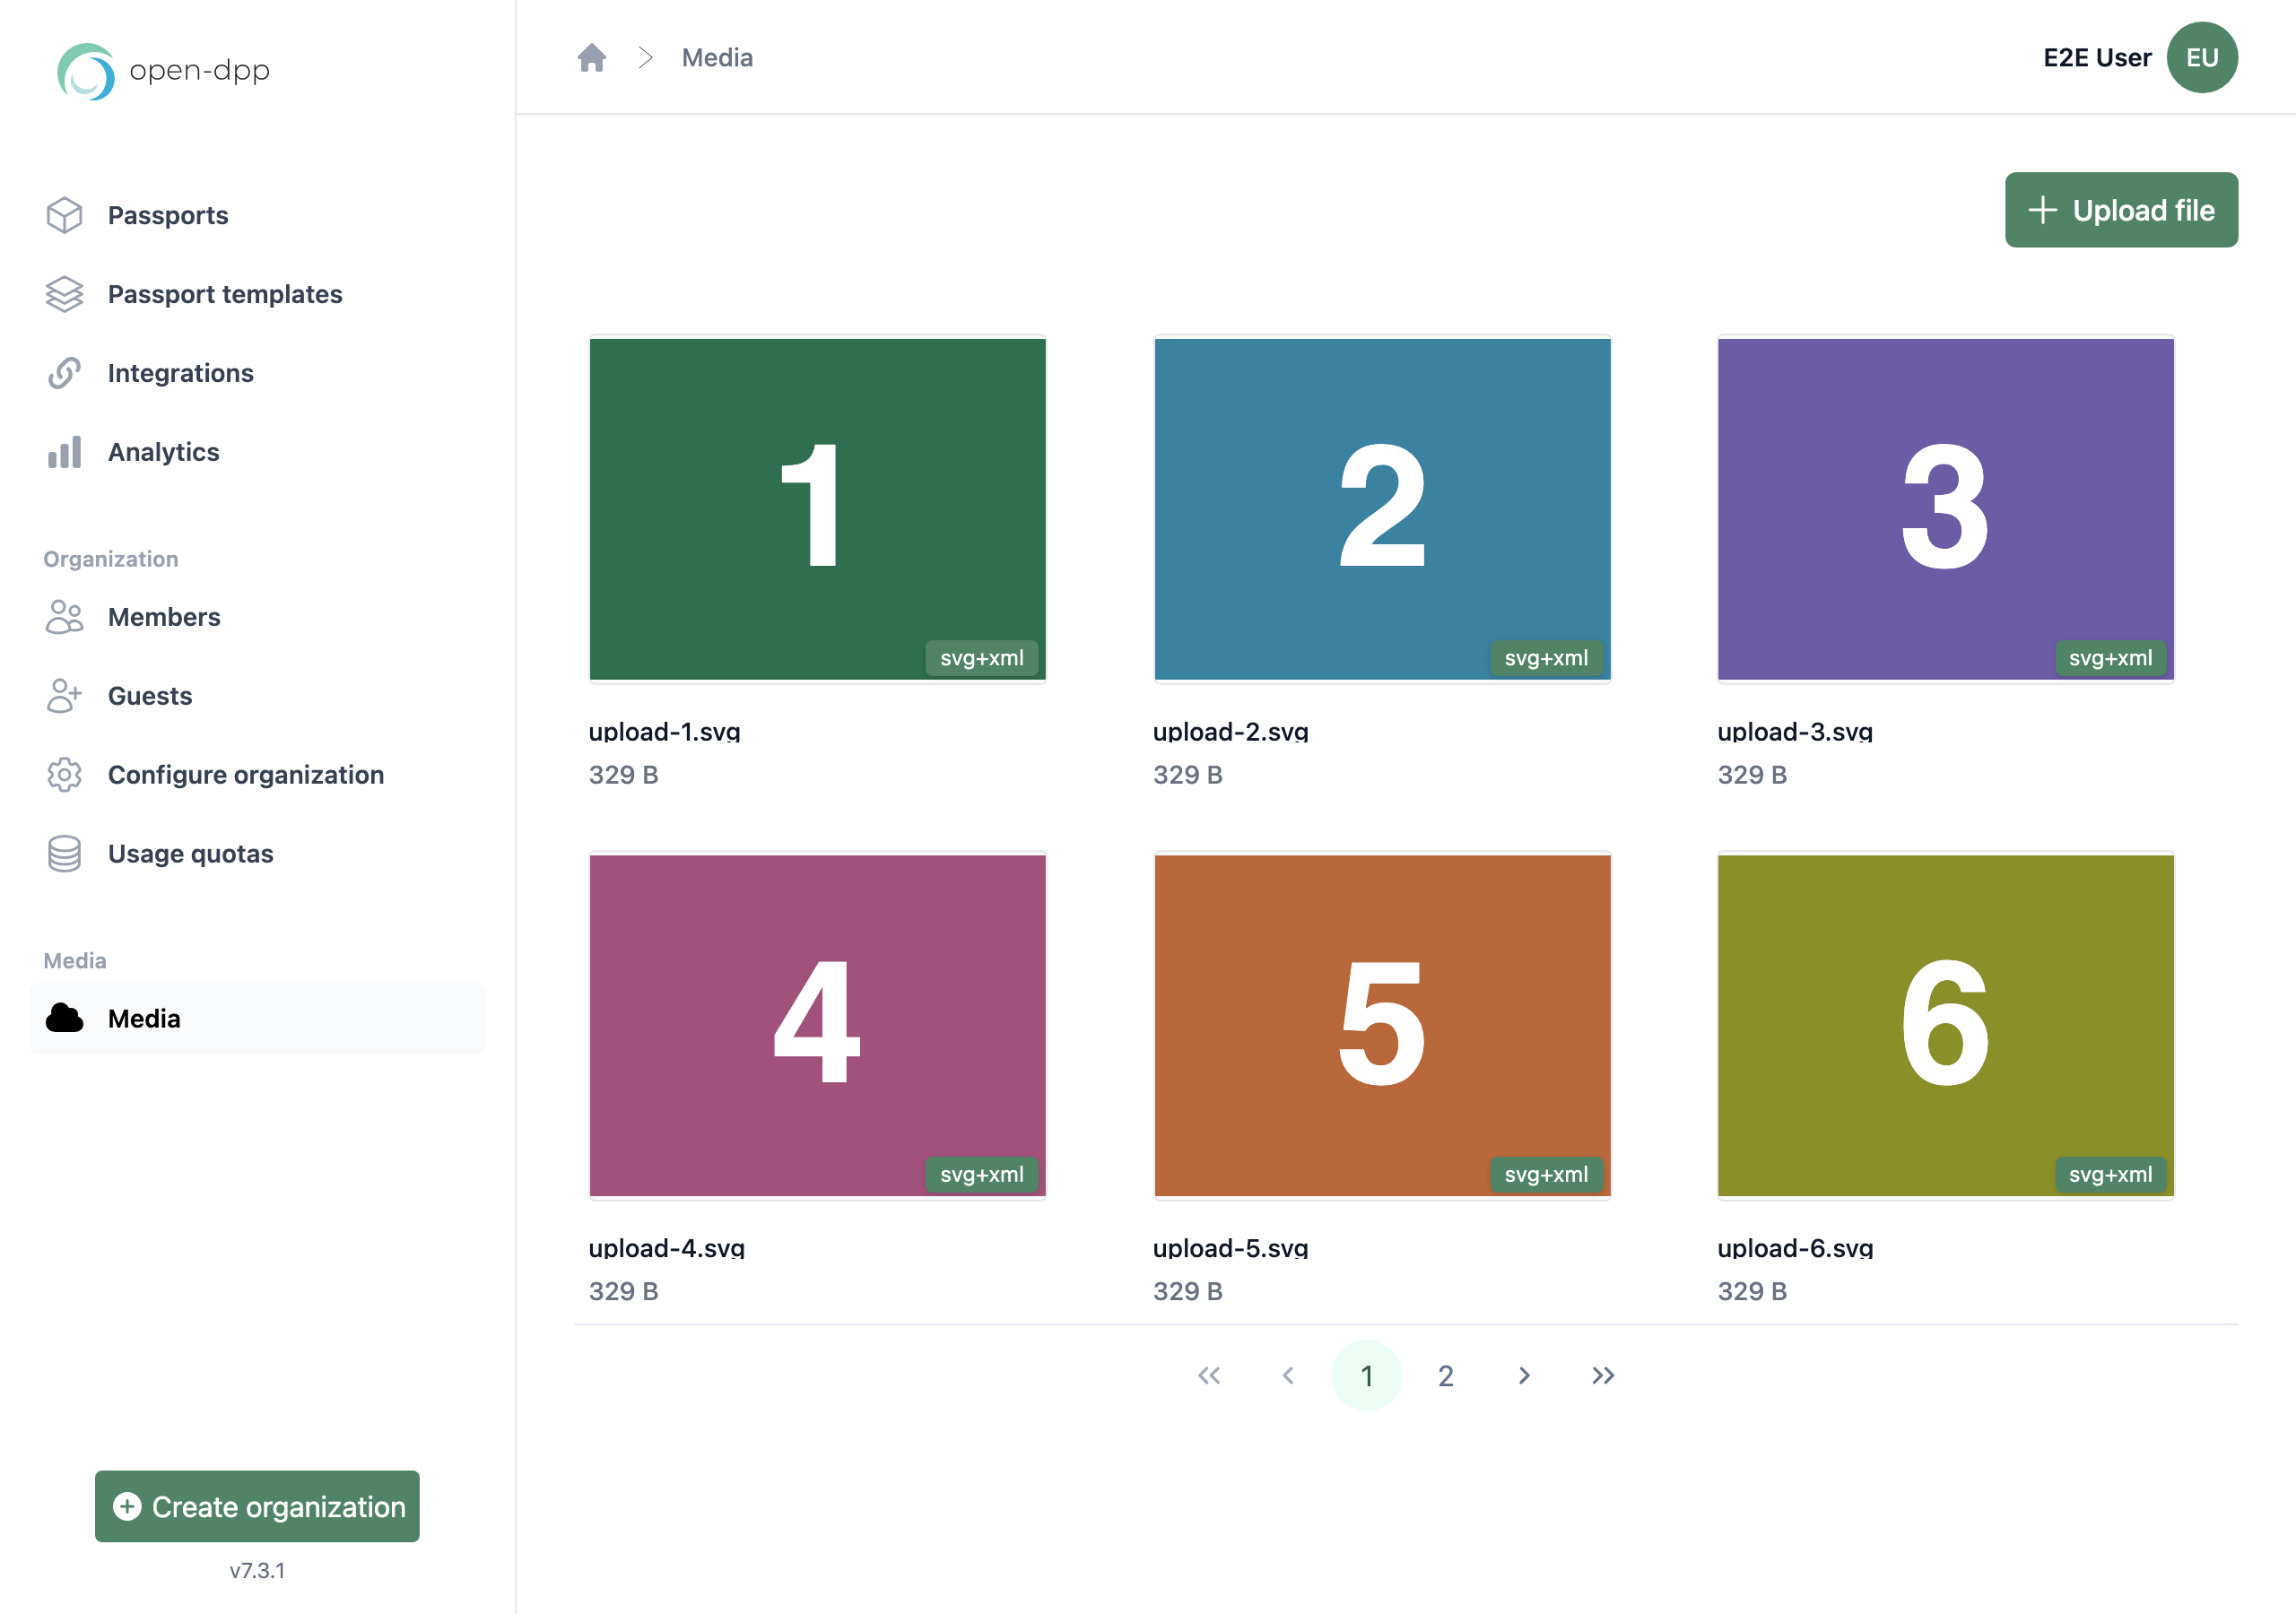 open-dpp
Media
E2E User
EU
Passports
Passport templates
Integrations
Analytics
Organization
Members
Guests
Configure organization
Usage quotas
Media
Media
Create organization
v7.3.1
Upload file
1
svg+xml
upload-1.svg
329 B
2
svg+xml
upload-2.svg
329 B
3
svg+xml
upload-3.svg
329 B
4
svg+xml
upload-4.svg
329 B
5
svg+xml
upload-5.svg
329 B
6
svg+xml
upload-6.svg
329 B
1
2